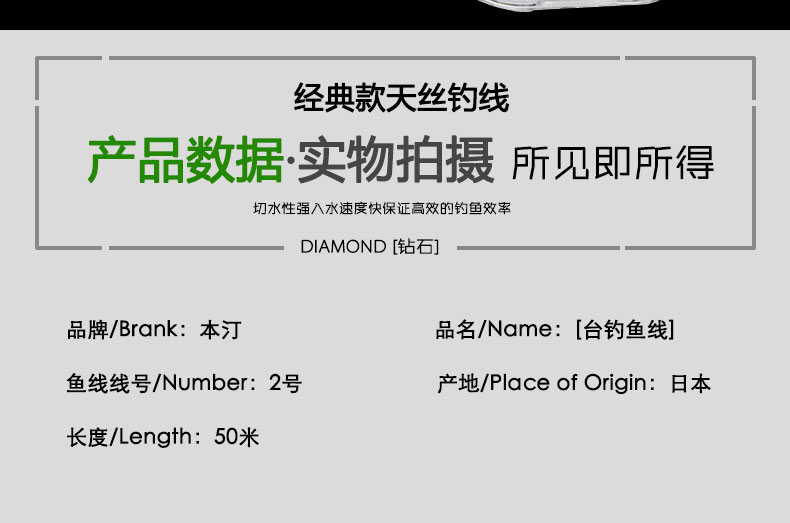 经典款天丝钓线
产品数据·实物拍摄 所见即所得
切水性强入水速度快保证高效的钓鱼效率
DIAMOND [钻石]
品牌/Brank：本汀
品名/Name：[台钓鱼线]
鱼线线号/Number：2号
产地/Place of Origin：日本
长度/Length：50米